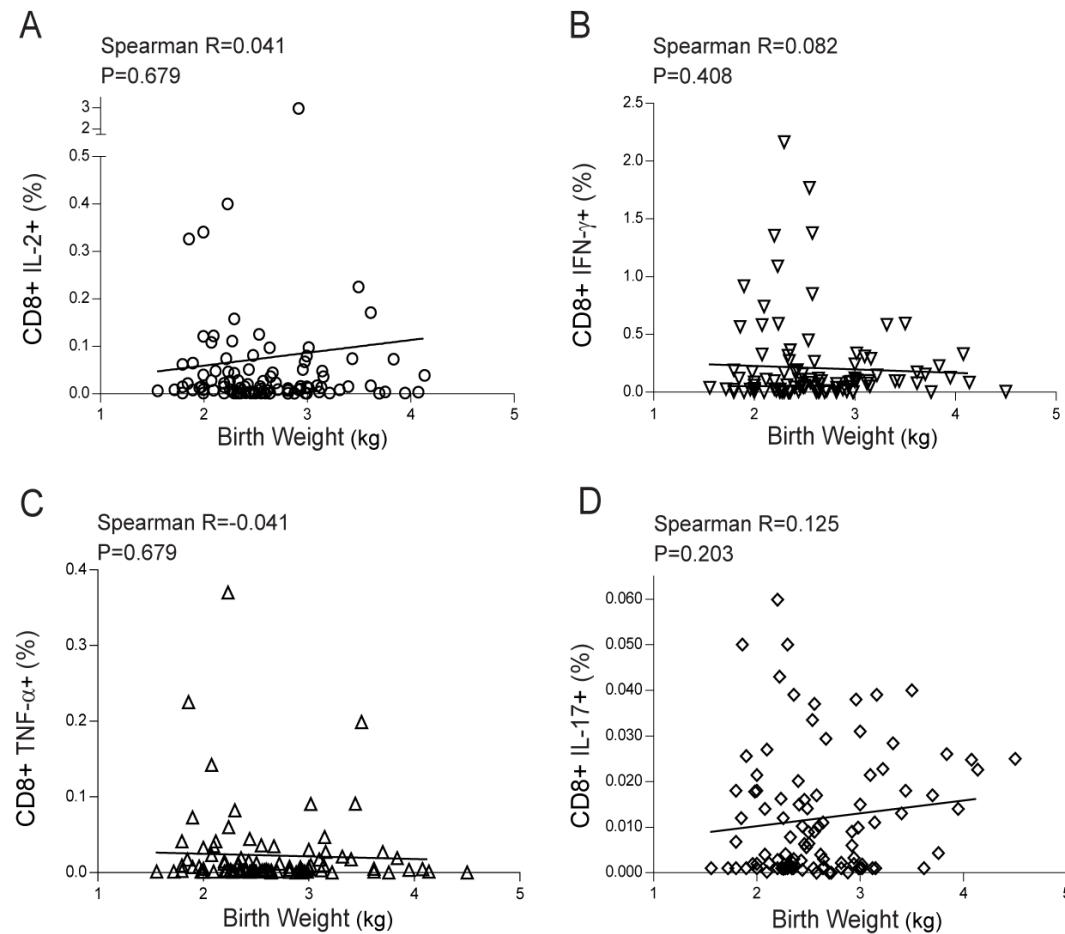 A
Spearman R=0.041
P=0.679
CD8+ IL-2+ (%)
3
2
0.5
0.4
0.3
0.2
0.1
0.0
1 2 3 4 5
Birth Weight (kg)
B
Spearman R=0.082
P=0.408
CD8+ IFN-γ+ (%)
2.5
2.0
1.5
1.0
0.5
0.0
1 2 3 4 5
Birth Weight (kg)
C
Spearman R=-0.041
P=0.679
CD8+ TNF-α+ (%)
0.4
0.3
0.2
0.1
0.0
1 2 3 4 5
Birth Weight (kg)
D
Spearman R=0.125
P=0.203
CD8+ IL-17+ (%)
0.060
0.050
0.040
0.030
0.020
0.010
0.000
1 2 3 4 5
Birth Weight (kg)